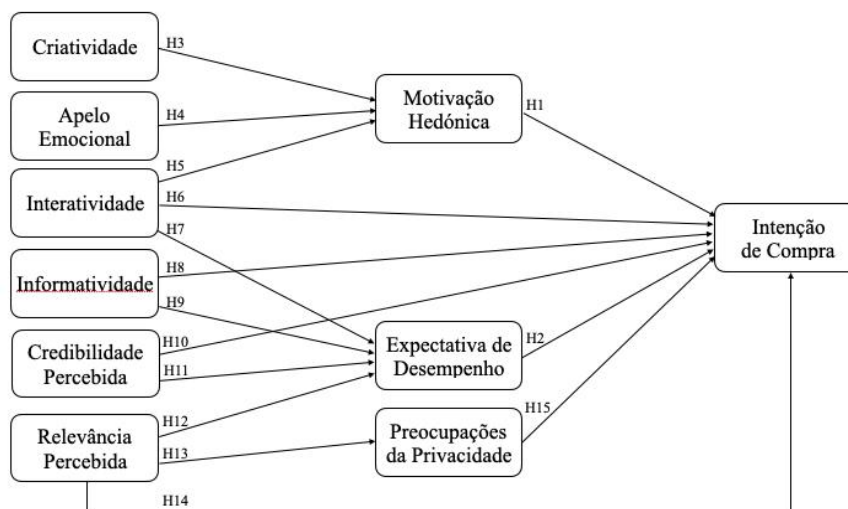 Criatividade
H3
Apelo
Emocional
H4
Motivação
Hedónica
H1
H5
Interatividade
H6
H7
Intenção
de Compra
Informatividade
H8
H9
Credibilidade
Percebida
H10
H11
Expectativa de
Desempenho
H2
Relevância
Percebida
H12
H13
Preocupações
da Privacidade
H15
H14